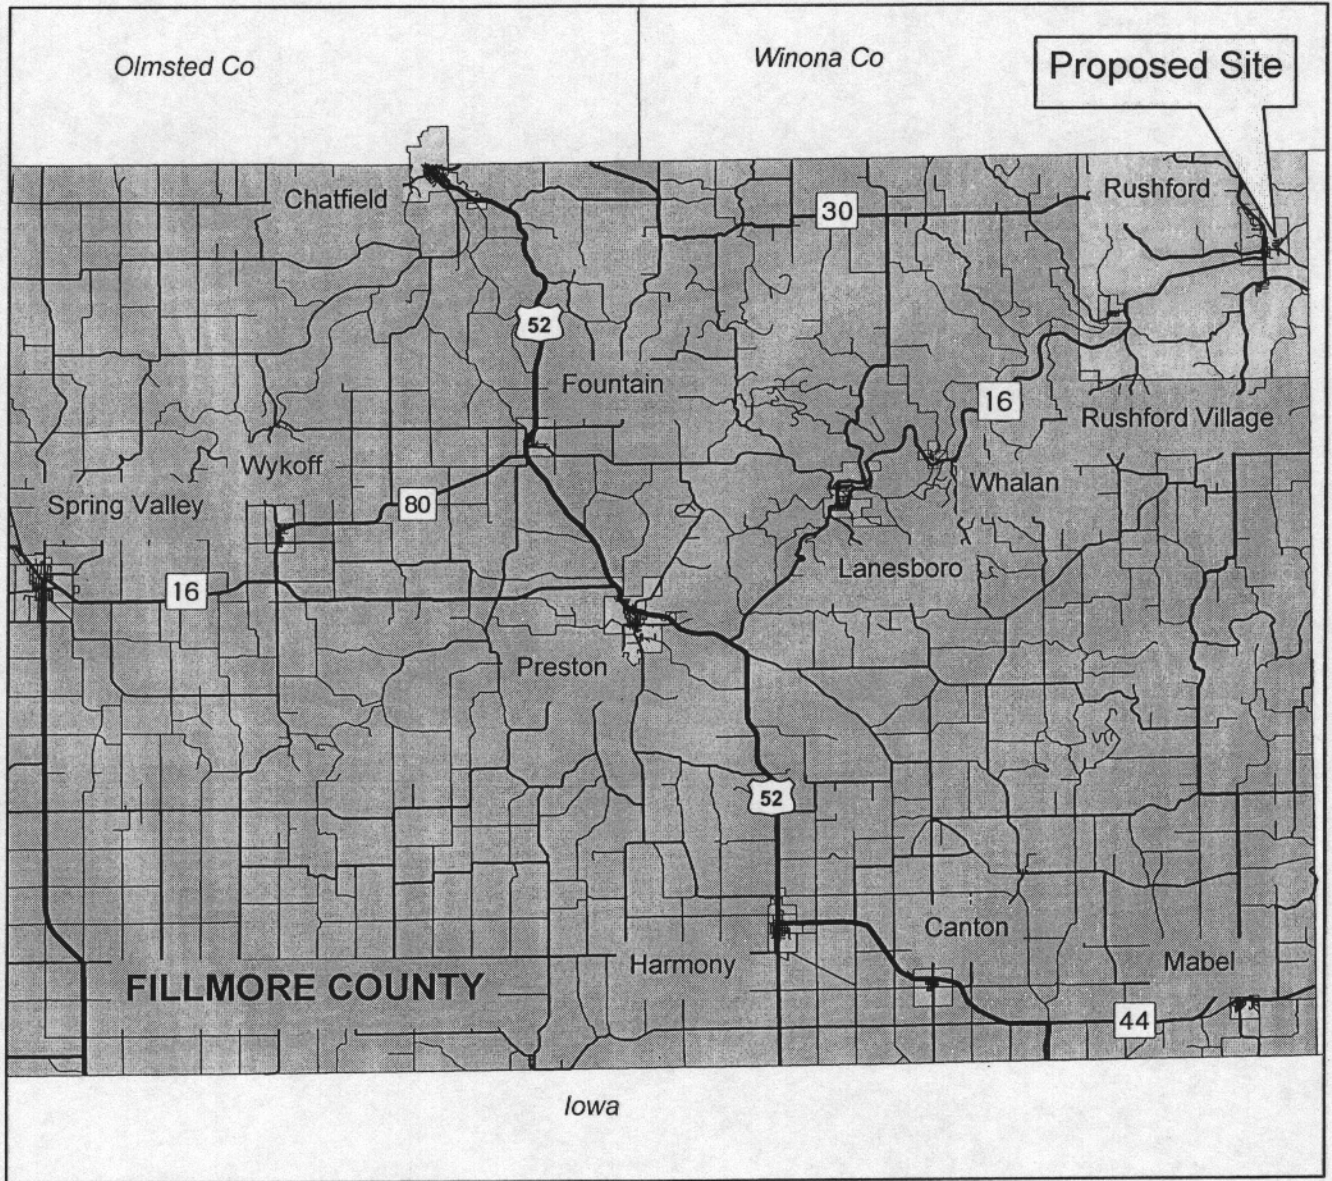 Olmsted Co
Winona Co
Proposed Site
Chatfield
Rushford
30
52
Fountain
16
Rushford Village
Wykoff
Whalan
Spring Valley
80
Lanesboro
16
Preston
52
Canton
Harmony
Mabel
FILLMORE COUNTY
44
Iowa